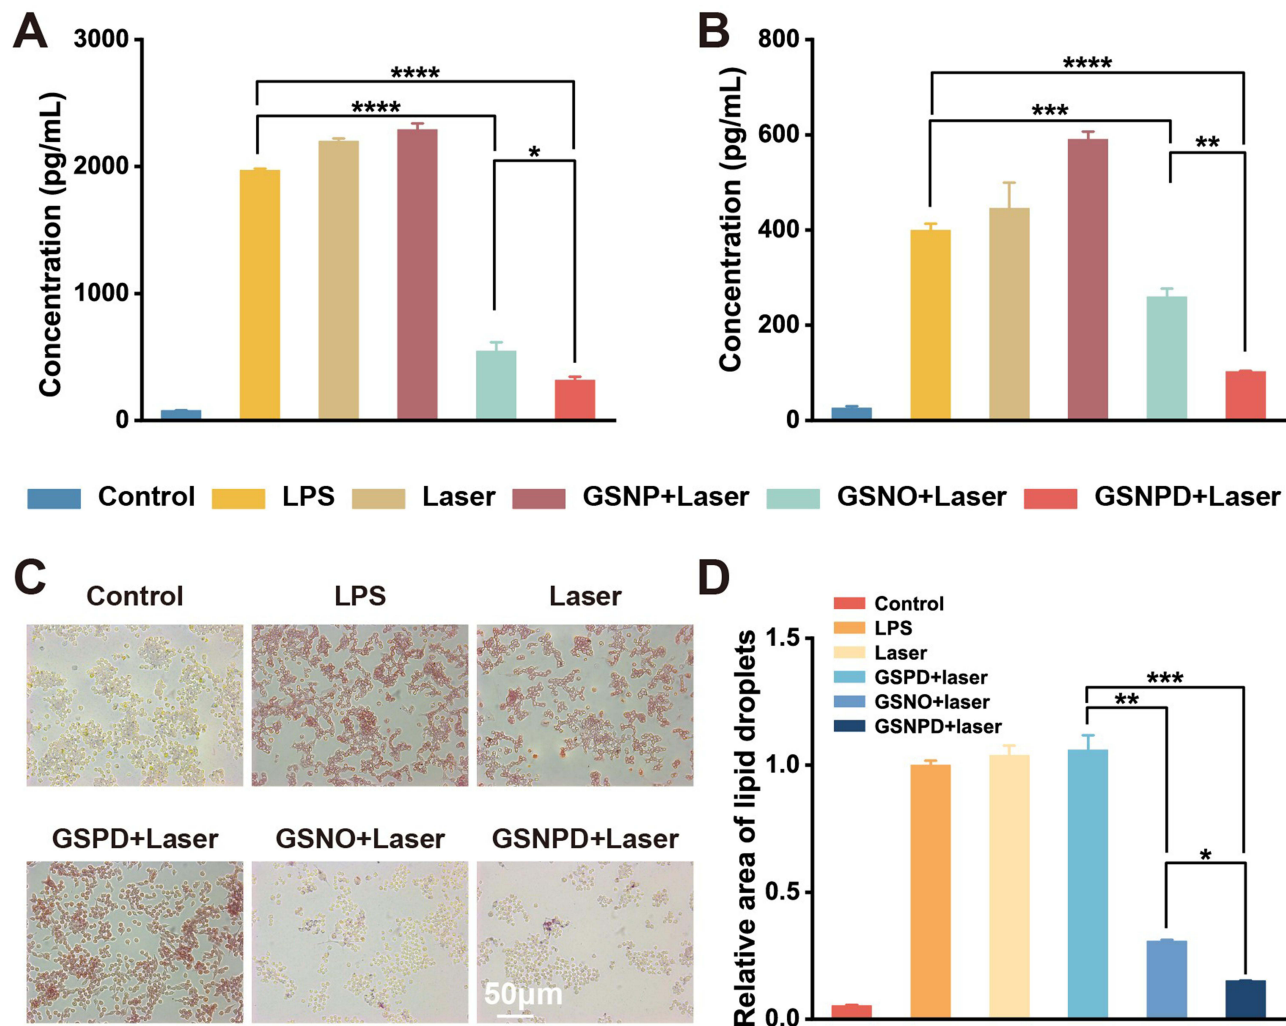 A
B
3000
2000
1000
0
Concentration (pg/mL)
****
****
*
800
600
400
200
0
Concentration (pg/mL)
****
***
**
Control LPS Laser GSNP+Laser GSNO+Laser GSNPD+Laser
C
Control LPS Laser
GSPD+Laser GSNO+Laser GSNPD+Laser
50μm
D
Control
LPS
Laser
GSPD+laser
GSNO+laser
GSNPD+laser
1.5
1.0
0.5
0.0
Relative area of lipid droplets
***
**
*